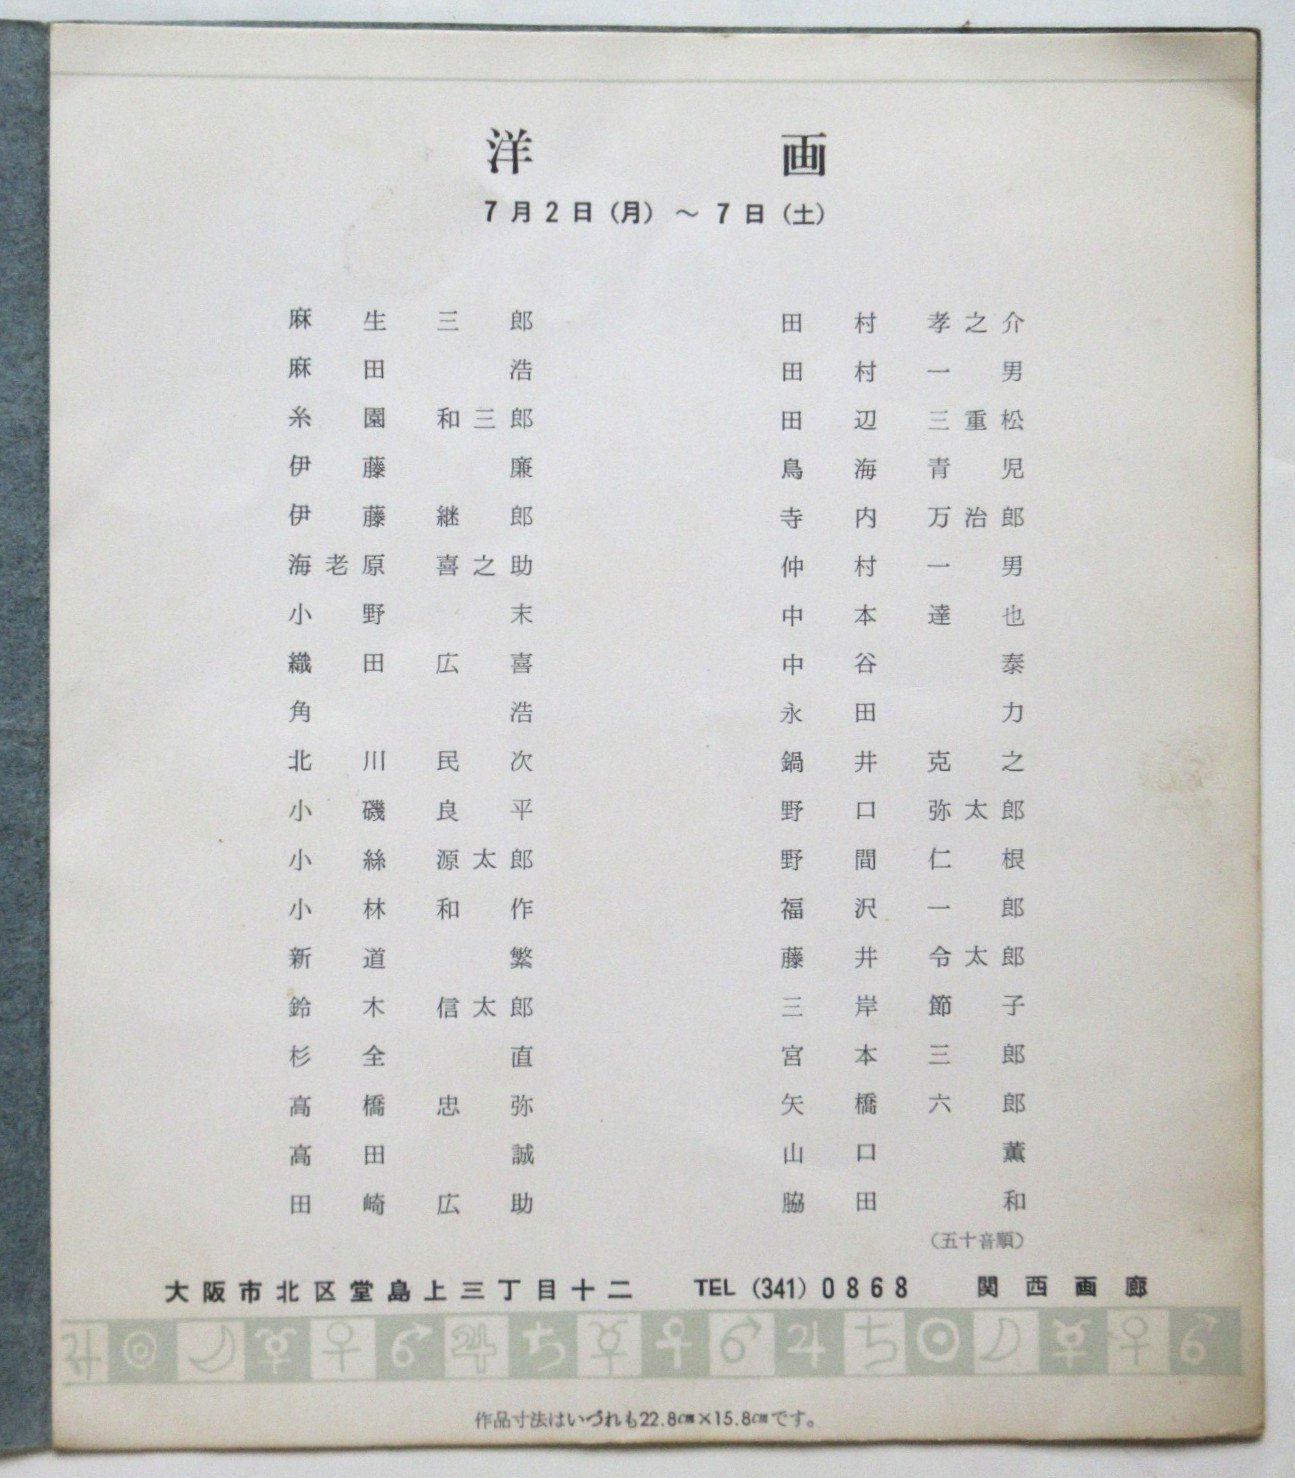 洋画
7月2日(月)～7日(土)
麻生三郎
麻田浩
糸園和三郎
伊藤廉
伊藤継郎
海老原喜之助
小野末
織田広喜
角浩
北川民次
小磯良平
小絲源太郎
小林和作
新道繁
鈴木信太郎
杉全直
高橋忠弥
高田誠
田崎広助
田村孝之介
田村一男
田辺三重松
鳥海青児
寺内万治郎
仲村一男
中本達也
中谷泰
永田力
鍋井克之
野口弥太郎
野間仁根
福沢一郎
藤井令太郎
三岸節子
宮本三郎
矢橋六郎
山口薫
脇田和
(五十音順)
大阪市北区堂島上三丁目十二 TEL (341) 0868 関西画廊
作品寸法はいづれも22.8㎝×15.8㎝です。